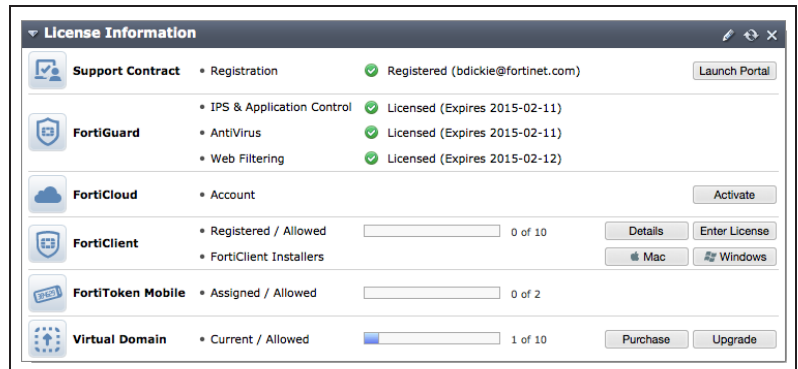 License Information
Support Contract • Registration Registered (bdickie@fortinet.com) Launch Portal
• IPS & Application Control Licensed (Expires 2015-02-11)
FortiGuard • AntiVirus Licensed (Expires 2015-02-11)
• Web Filtering Licensed (Expires 2015-02-12)
FortiCloud • Account Activate
FortiClient • Registered / Allowed 0 of 10 Details Enter License
• FortiClient Installers Mac Windows
FortiToken Mobile • Assigned / Allowed 0 of 2
Virtual Domain • Current / Allowed 1 of 10 Purchase Upgrade